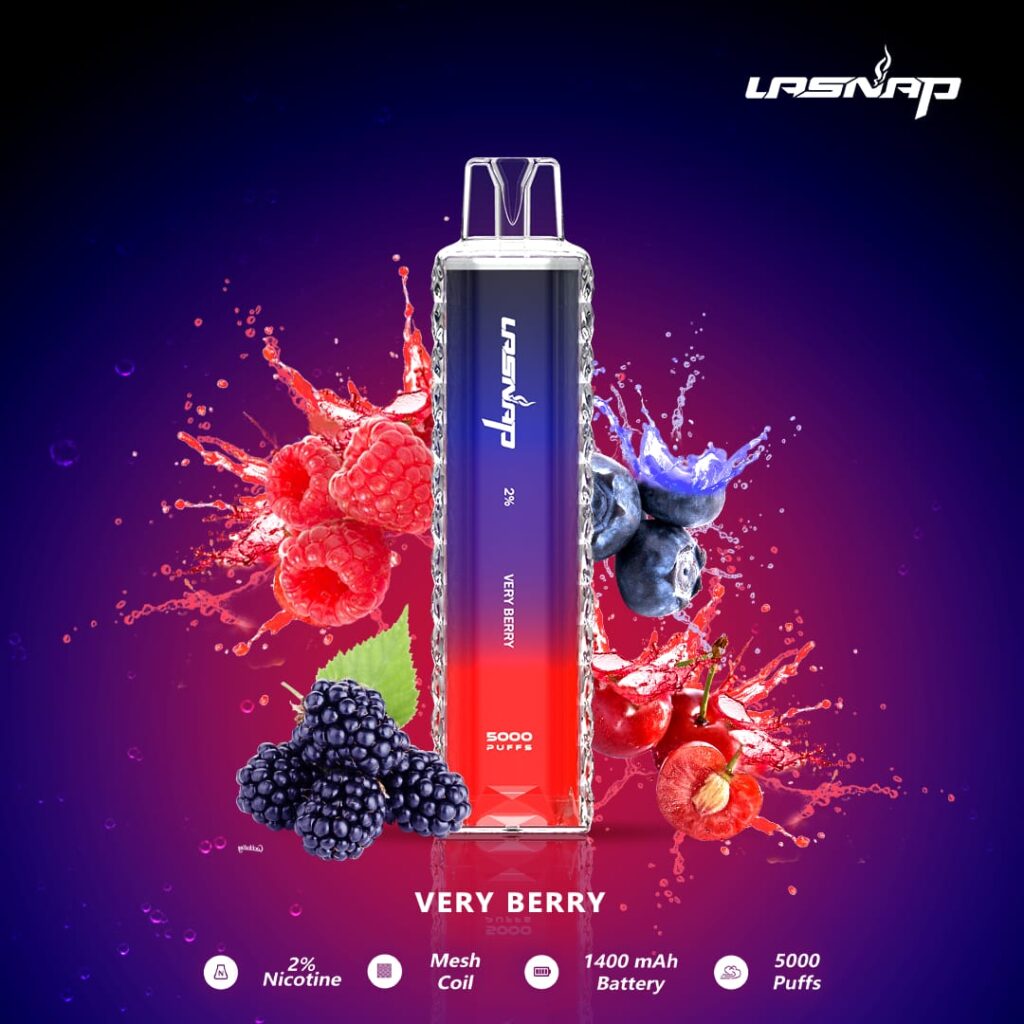 LASNAP
LASNAP
2%
VERY BERRY
5000
PUFFS
VERY BERRY
2%
Nicotine
Mesh
Coil
1400 mAh
Battery
5000
Puffs